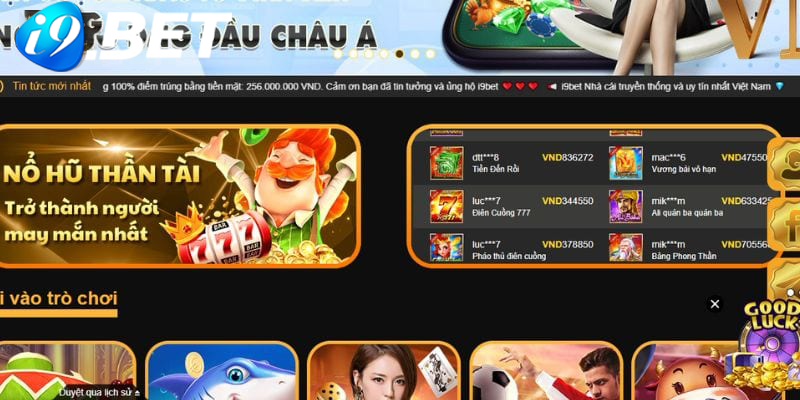 i9BET
ĐẦU CHÂU Á
VI
Tin tức mới nhất
g 100% điểm trúng bằng tiền mặt: 256.000.000 VND. Cảm ơn bạn đã tin tưởng và ủng hộ i9bet ❤ ❤ ❤
i9bet Nhà cái truyền thống và uy tín nhất Việt Nam
NỔ HŨ THẦN TÀI
Trở thành người
may mắn nhất
BAR BAR
777
dtt***8 VND836272
Tiền Đến Rồi
mac***6 VND47550
Vương bài vô hạn
luc***7 VND344550
Điên Cuồng 777
mik***m VND633425
Ali quán ba quán ba
luc***7 VND378850
Pháo thủ điên cuồng
mik***m VND705568
Bảng Phong Thần
i vào trò chơi
GOOD
LUCK
Duyệt qua lịch sử